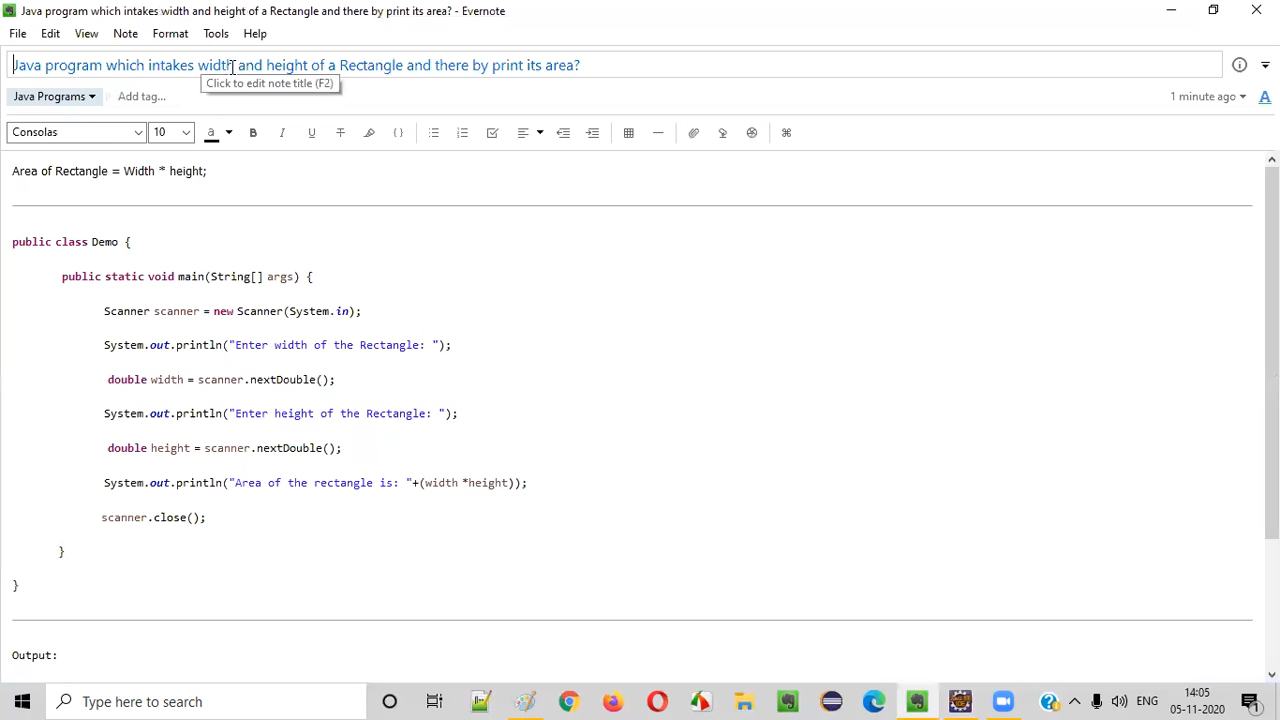 Java program which intakes width and height of a Rectangle and there by print its area? - Evernote
File Edit View Note Format Tools Help
Java program which intakes width and height of a Rectangle and there by print its area?
Click to edit note title (F2)
Java Programs Add tag... 1 minute ago
Consolas 10
Area of Rectangle = Width * height;
public class Demo {
public static void main(String[] args) {
Scanner scanner = new Scanner(System.in);
System.out.println("Enter width of the Rectangle: ");
double width = scanner.nextDouble();
System.out.println("Enter height of the Rectangle: ");
double height = scanner.nextDouble();
System.out.println("Area of the rectangle is: "+(width *height));
scanner.close();
}
}
Output:
Type here to search
ENG
14:05
05-11-2020